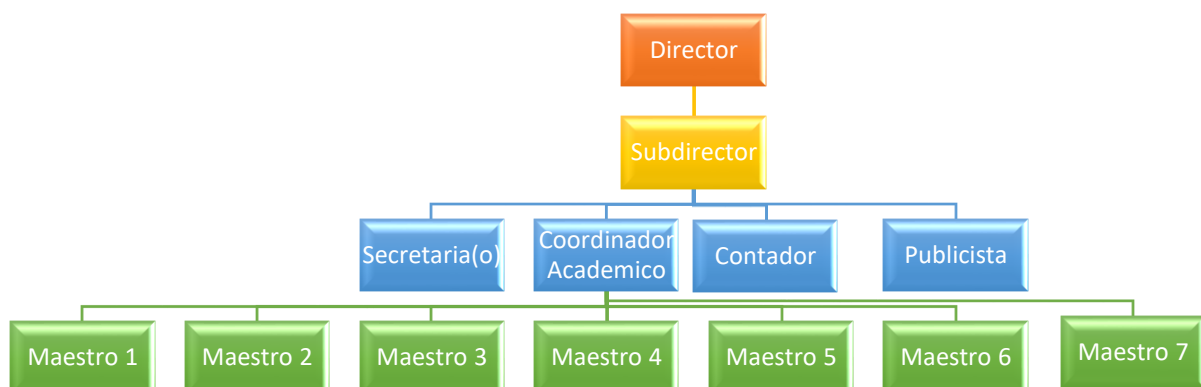 Director
Subdirector
Secretaria(o)
Coordinador
Academico
Contador
Publicista
Maestro 1
Maestro 2
Maestro 3
Maestro 4
Maestro 5
Maestro 6
Maestro 7